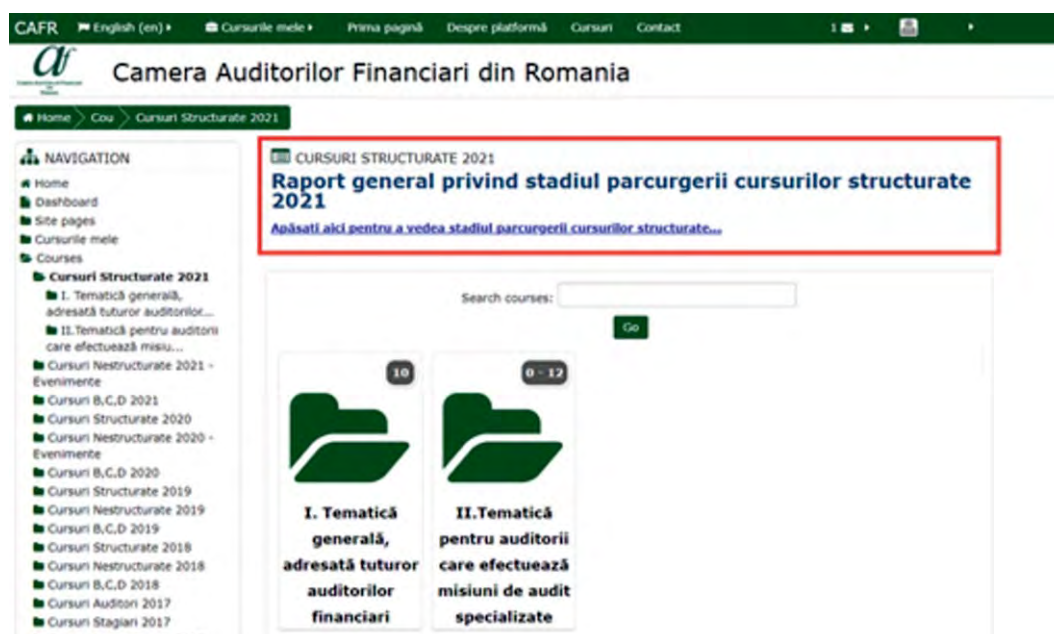 CAFR English (en) Cursurile mele Prima pagină Despre platformă Cursuri Contact 1
af
Camera Auditorilor Financiari din Romania
Home Cou Cursuri Structurate 2021
NAVIGATION
Home
Dashboard
Site pages
Cursurile mele
Courses
Cursuri Structurate 2021
I. Tematică generală,
adresată tuturor auditorilor...
II.Tematică pentru auditorii
care efectuează misiu...
Cursuri Nestructurate 2021 -
Evenimente
Cursuri B,C,D 2021
Cursuri Structurate 2020
Cursuri Nestructurate 2020 -
Evenimente
Cursuri B,C,D 2020
Cursuri Structurate 2019
Cursuri Nestructurate 2019
Cursuri B,C,D 2019
Cursuri Structurate 2018
Cursuri Nestructurate 2018
Cursuri B,C,D 2018
Cursuri Auditori 2017
Cursuri Stagiari 2017
CURSURI STRUCTURATE 2021
Raport general privind stadiul parcurgerii cursurilor structurate
2021
Apăsati aici pentru a vedea stadiul parcurgerii cursurilor structurate...
Search courses:
Go
10
I. Tematică
generală,
adresată tuturor
auditorilor
financiari
0 - 12
II.Tematică
pentru auditorii
care efectuează
misiuni de audit
specializate